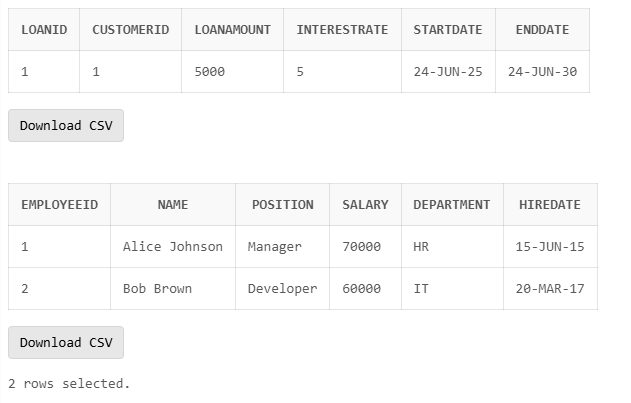 LOANID CUSTOMERID LOANAMOUNT INTERESTRATE STARTDATE ENDDATE
1 1 5000 5 24-JUN-25 24-JUN-30
Download CSV
EMPLOYEEID NAME POSITION SALARY DEPARTMENT HIREDATE
1 Alice Johnson Manager 70000 HR 15-JUN-15
2 Bob Brown Developer 60000 IT 20-MAR-17
Download CSV
2 rows selected.